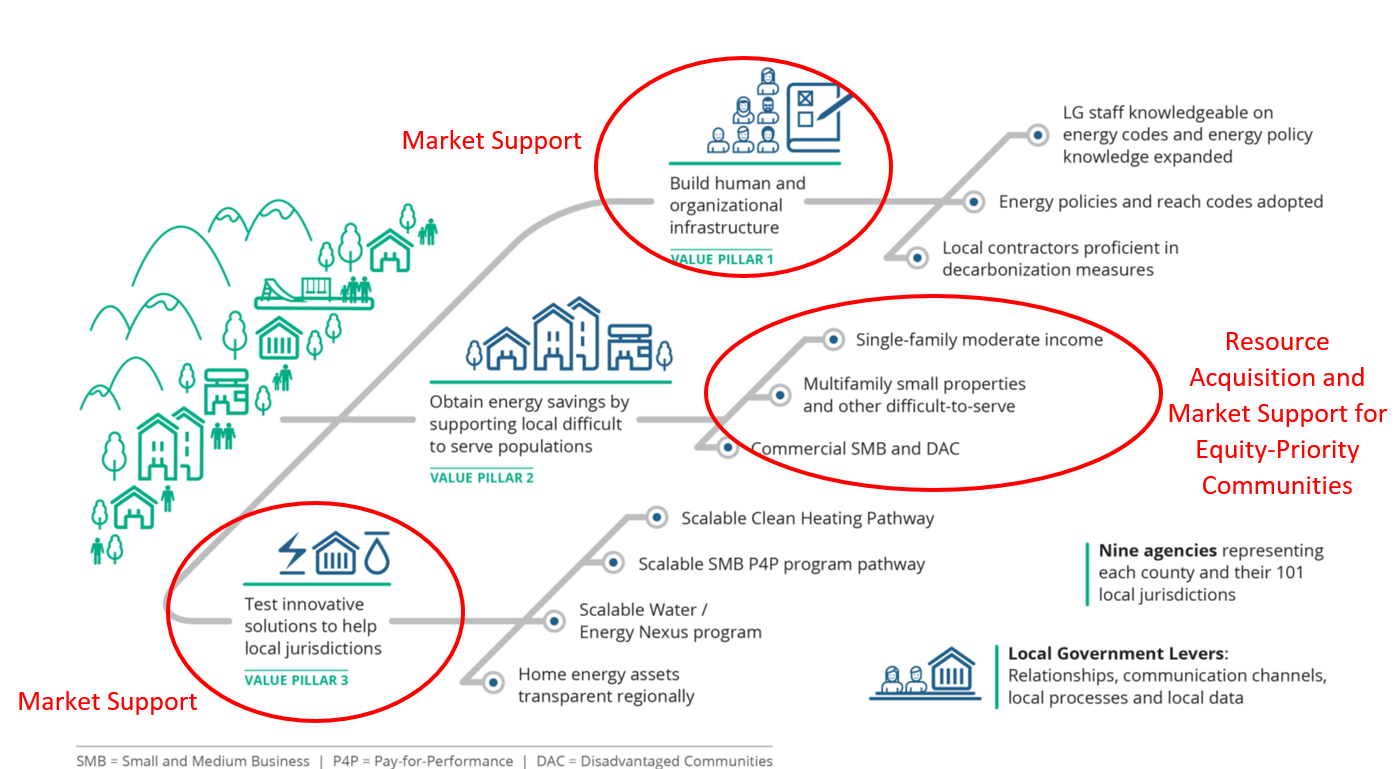 Market Support
Build human and
organizational
infrastructure
VALUE PILLAR 1
LG staff knowledgeable on
energy codes and energy policy
knowledge expanded
Energy policies and reach codes adopted
Local contractors proficient in
decarbonization measures
Obtain energy savings by
supporting local difficult
to serve populations
VALUE PILLAR 2
Single-family moderate income
Multifamily small properties
and other difficult-to-serve
Commercial SMB and DAC
Resource
Acquisition and
Market Support for
Equity-Priority
Communities
Market Support
Test innovative
solutions to help
local jurisdictions
VALUE PILLAR 3
Scalable Clean Heating Pathway
Scalable SMB P4P program pathway
Scalable Water /
Energy Nexus program
Home energy assets
transparent regionally
Nine agencies representing
each county and their 101
local jurisdictions
Local Government Levers:
Relationships, communication channels,
local processes and local data
SMB = Small and Medium Business | P4P = Pay-for-Performance | DAC = Disadvantaged Communities